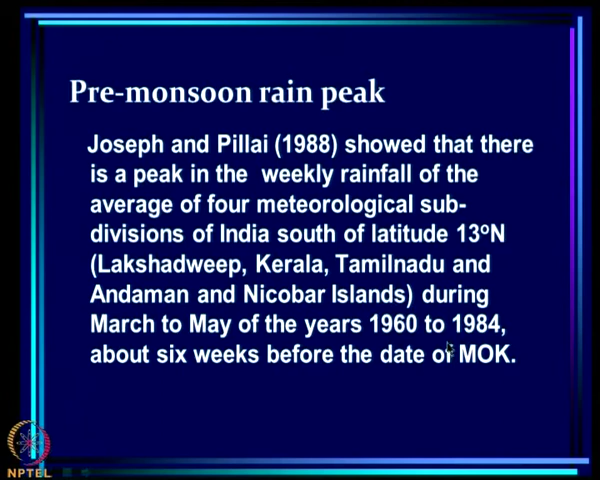 Pre-monsoon rain peak
Joseph and Pillai (1988) showed that there
is a peak in the weekly rainfall of the
average of four meteorological sub-
divisions of India south of latitude 13ºN
(Lakshadweep, Kerala, Tamilnadu and
Andaman and Nicobar Islands) during
March to May of the years 1960 to 1984,
about six weeks before the date of MOK.
NPTEL